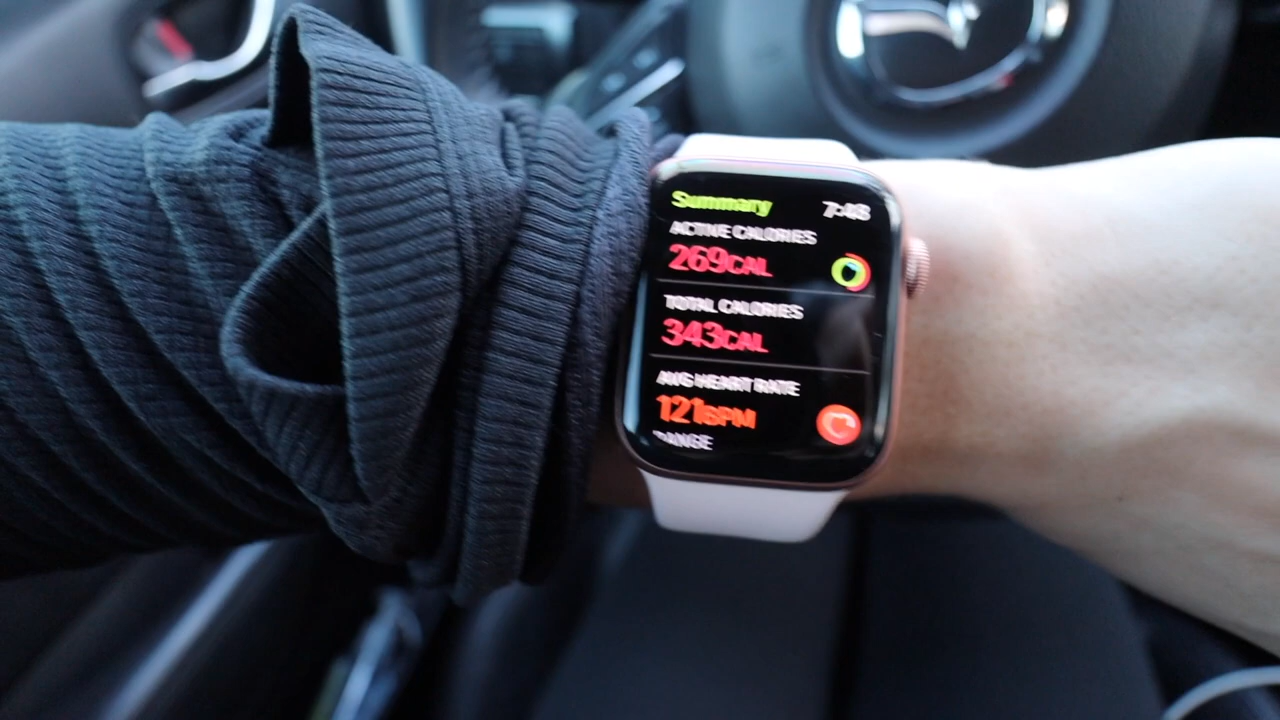 Summary 7:48
ACTIVE CALORIES
269CAL
TOTAL CALORIES
343CAL
AVG HEART RATE
121BPM
RANGE